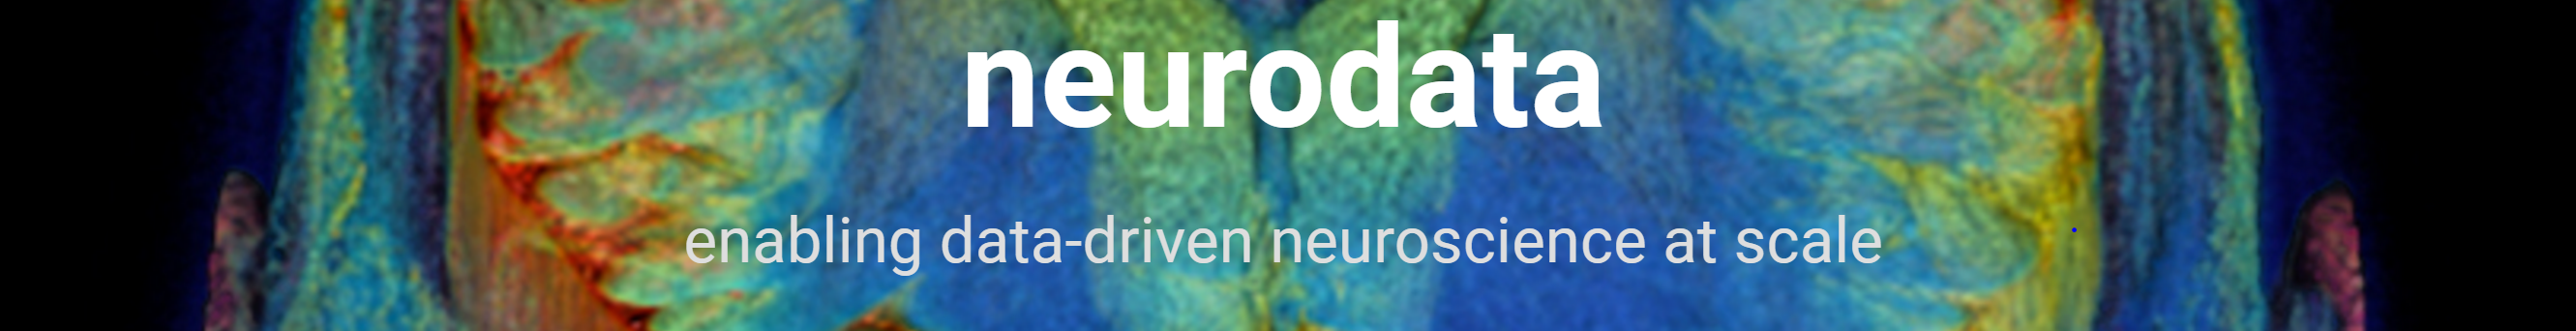 neurodata
enabling data-driven neuroscience at scale